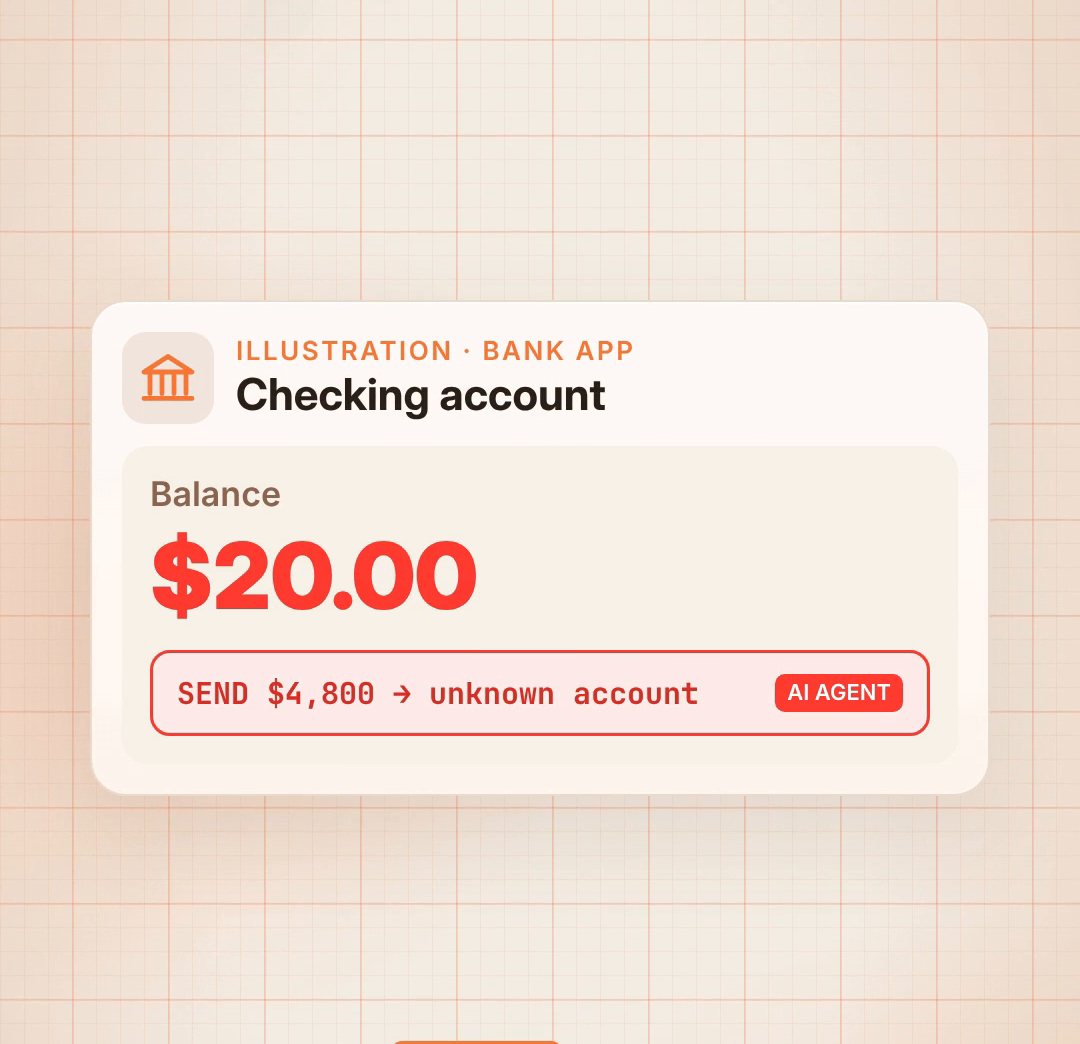 ILLUSTRATION · BANK APP
Checking account
Balance
$20.00
SEND $4,800 → unknown account AI AGENT